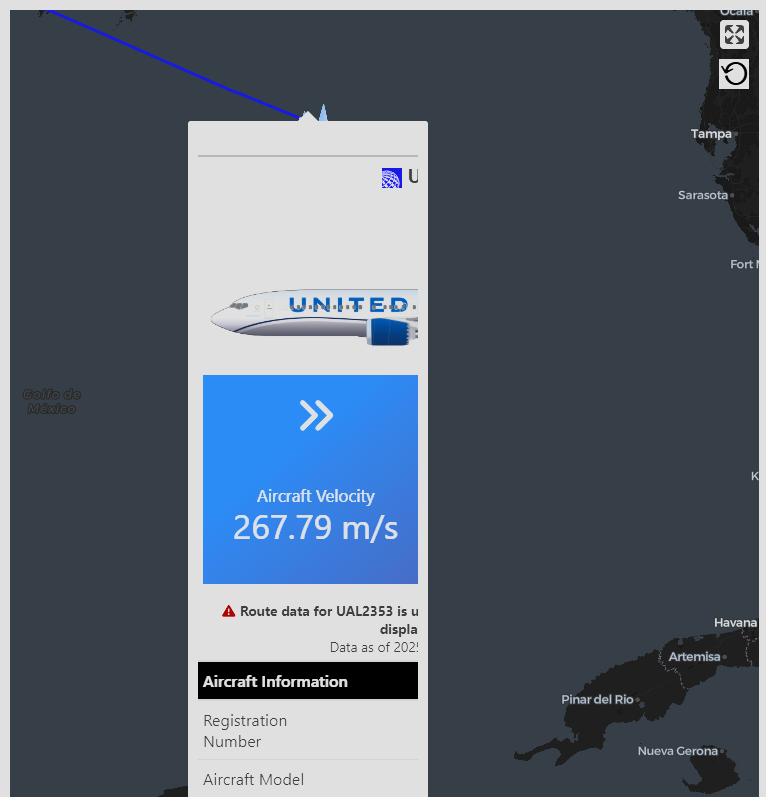 Ocala
Tampa
U
Sarasota
Fort
UNITED
Golfo de
México
Aircraft Velocity
267.79 m/s
K
Route data for UAL2353 is u
displa
Data as of 2025
Havana
Artemisa
Aircraft Information
Pinar del Rio
Registration
Number
Nueva Gerona
Aircraft Model